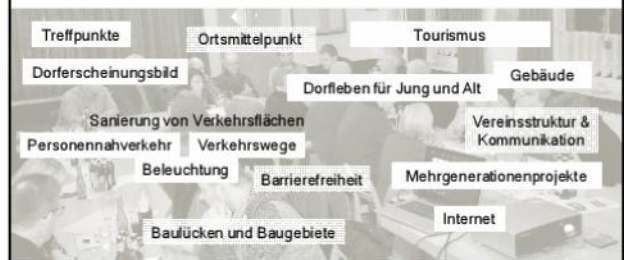 Treffpunkte
Ortsmittelpunkt
Tourismus
Dorferscheinungsbild
Dorfleben für Jung und Alt
Gebäude
Sanierung von Verkehrsflächen
Vereinsstruktur &
Kommunikation
Personennahverkehr
Verkehrswege
Beleuchtung
Barrierefreiheit
Mehrgenerationenprojekte
Internet
Baulücken und Baugebiete